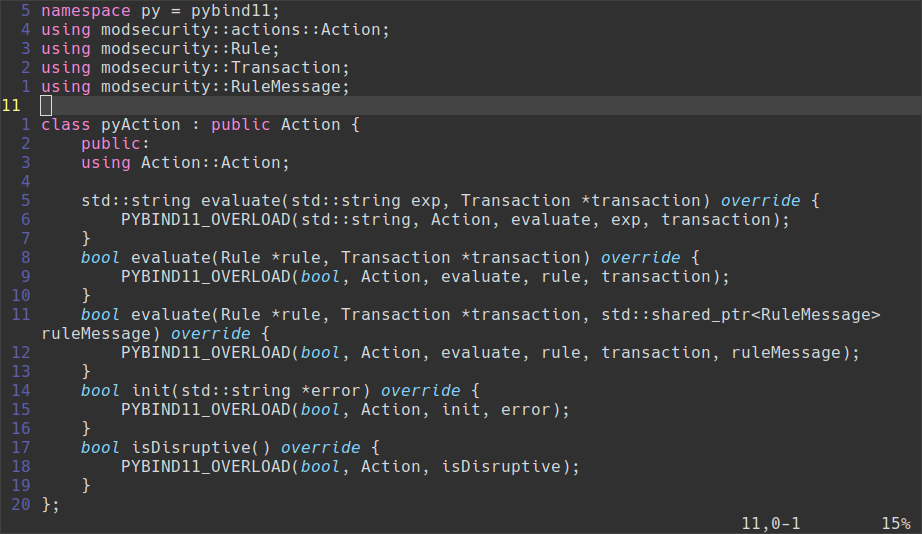 5 namespace py = pybind11;
4 using modsecurity::actions::Action;
3 using modsecurity::Rule;
2 using modsecurity::Transaction;
1 using modsecurity::RuleMessage;
11
1 class pyAction : public Action {
2     public:
3     using Action::Action;
4
5     std::string evaluate(std::string exp, Transaction *transaction) override {
6         PYBIND11_OVERLOAD(std::string, Action, evaluate, exp, transaction);
7     }
8     bool evaluate(Rule *rule, Transaction *transaction) override {
9         PYBIND11_OVERLOAD(bool, Action, evaluate, rule, transaction);
10     }
11     bool evaluate(Rule *rule, Transaction *transaction, std::shared_ptr<RuleMessage>
ruleMessage) override {
12         PYBIND11_OVERLOAD(bool, Action, evaluate, rule, transaction, ruleMessage);
13     }
14     bool init(std::string *error) override {
15         PYBIND11_OVERLOAD(bool, Action, init, error);
16     }
17     bool isDisruptive() override {
18         PYBIND11_OVERLOAD(bool, Action, isDisruptive);
19     }
20 };
11,0-1 15%